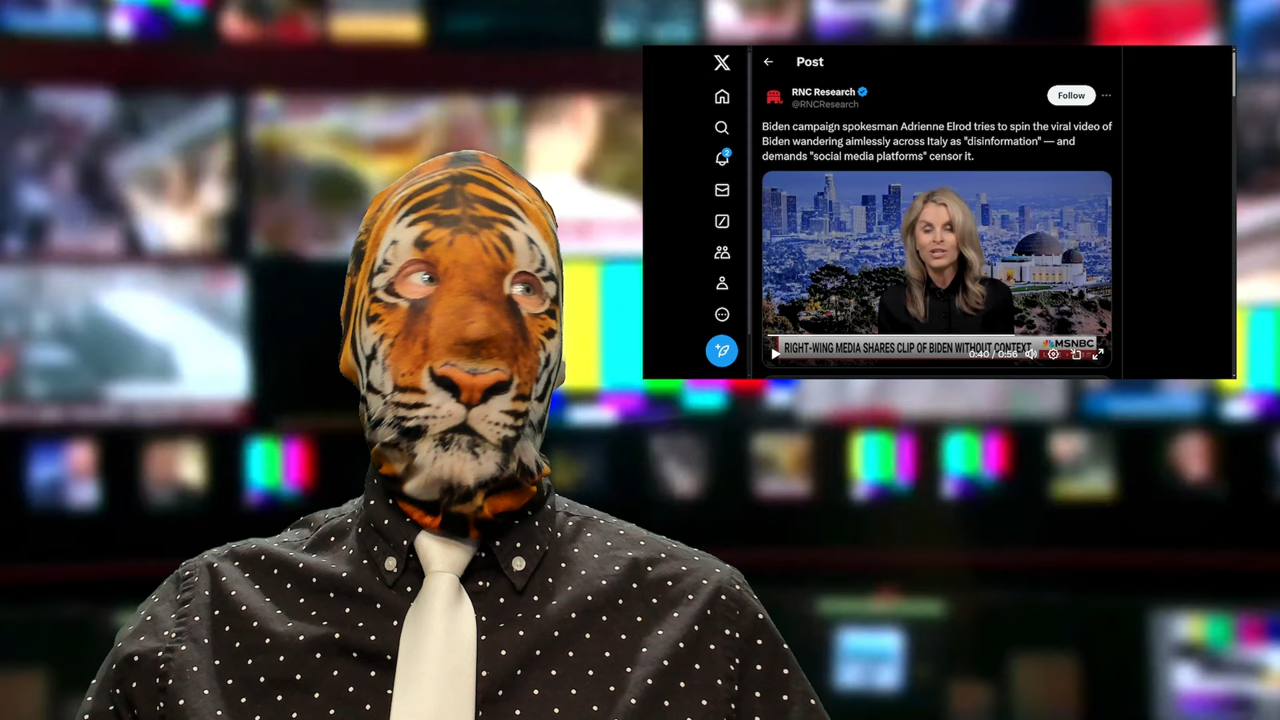 X
Post
RNC Research
@RNCResearch
Follow
Biden campaign spokesman Adrienne Elrod tries to spin the viral video of
Biden wandering aimlessly across Italy as "disinformation" — and
demands "social media platforms" censor it.
2
RIGHT-WING MEDIA SHARES CLIP OF BIDEN WITHOUT CONTEXT
MSNBC
0:40 / 0:56